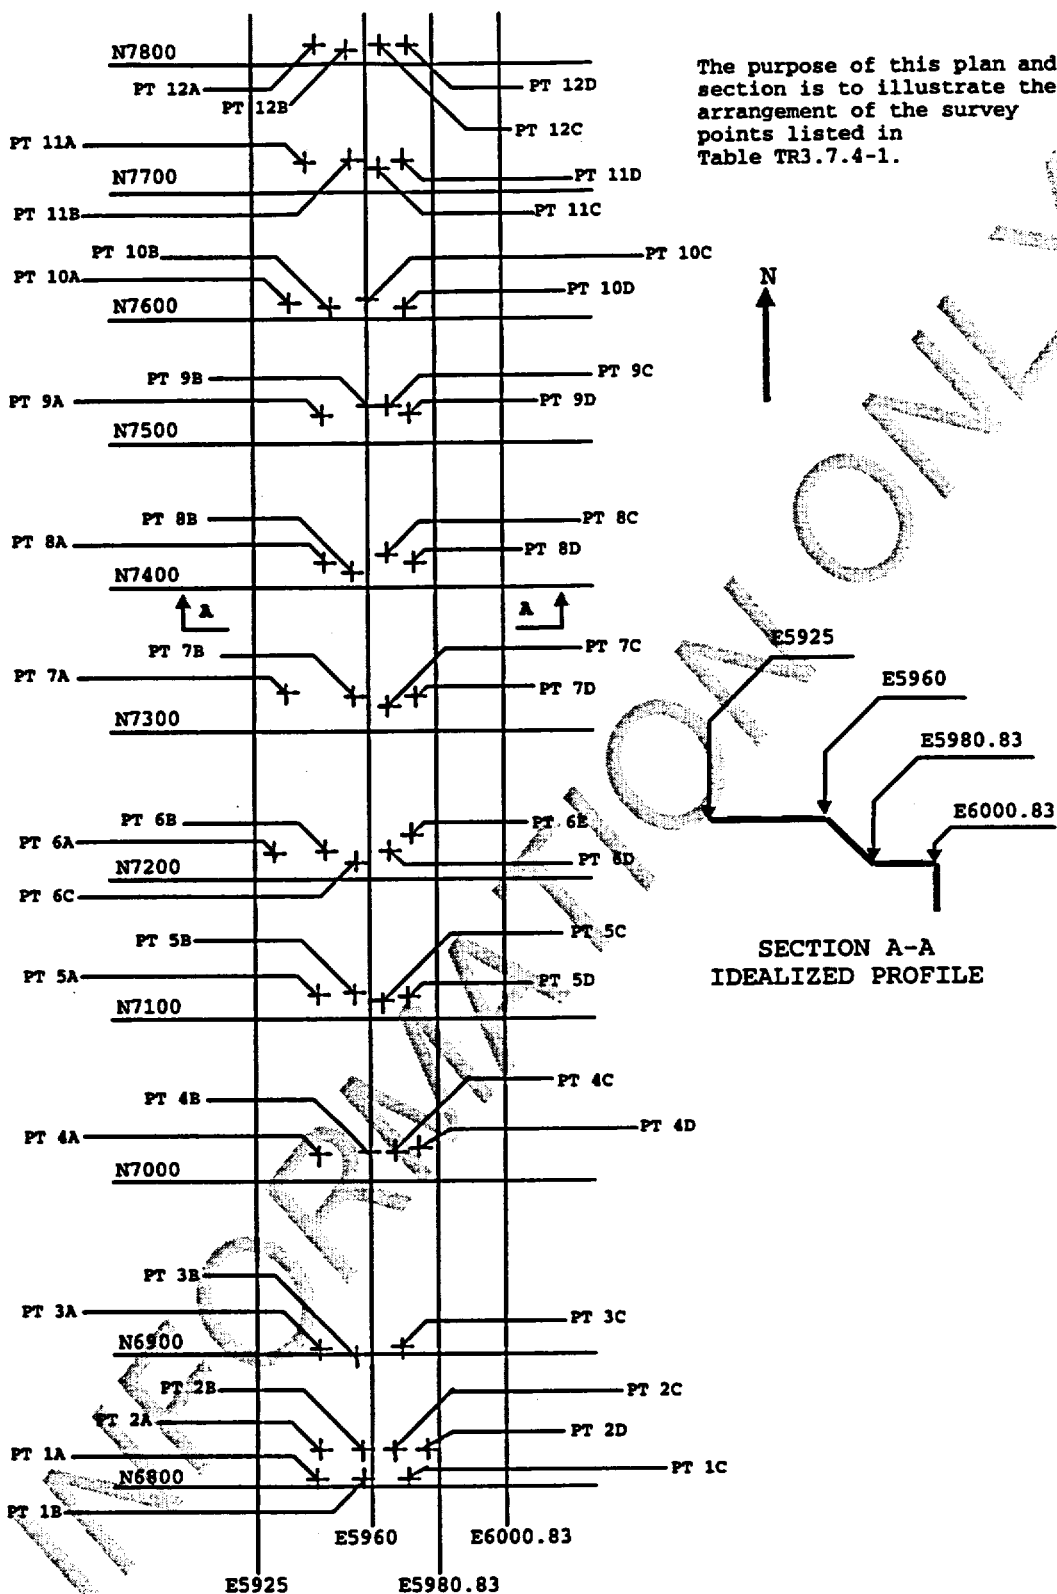 N7800
PT 12A
PT 12B
PT 12D
PT 12C
The purpose of this plan and
section is to illustrate the
arrangement of the survey
points listed in
Table TR3.7.4-1.
PT 11A
N7700
PT 11D
PT 11B
PT 11C
PT 10B
PT 10C
PT 10A
PT 10D
N7600
N
PT 9B
PT 9C
PT 9A
PT 9D
N7500
PT 8B
PT 8C
PT 8A
PT 8D
N7400
A
A
PT 7B
PT 7C
PT 7A
PT 7D
N7300
E5925
E5960
E5980.83
E6000.83
PT 6B
PT 6E
PT 6A
PT 6D
N7200
PT 6C
PT 5B
PT 5C
SECTION A-A
IDEALIZED PROFILE
PT 5A
PT 5D
N7100
PT 4B
PT 4C
PT 4A
PT 4D
N7000
PT 3B
PT 3A
PT 3C
N6900
PT 2B
PT 2C
PT 2A
PT 2D
PT 1A
PT 1C
N6800
PT 1B
E5960
E6000.83
E5925
E5980.83
INFORMATION ONLY